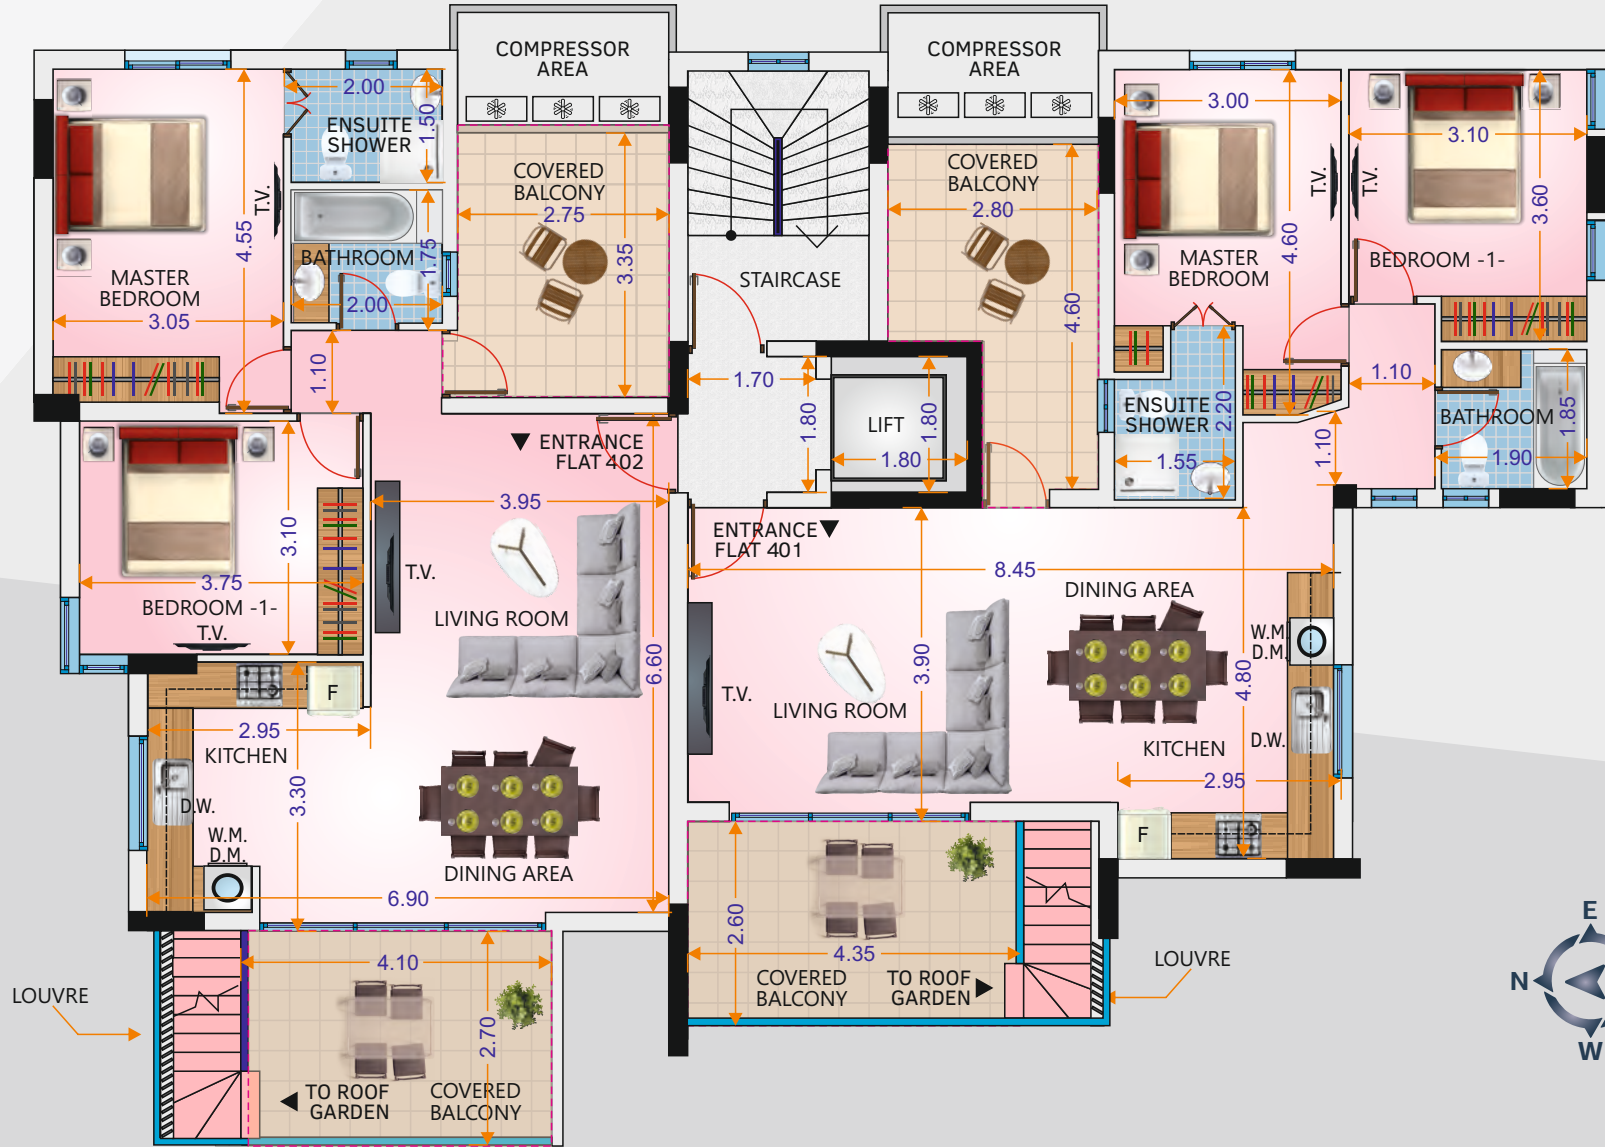 COMPRESSOR
AREA
COMPRESSOR
AREA
2.00
1.50
ENSUITE
SHOWER
4.55
T.V.
MASTER
BEDROOM
3.05
BATHROOM
1.75
2.00
1.10
COVERED
BALCONY
2.75
3.35
STAIRCASE
COVERED
BALCONY
2.80
4.60
3.00
T.V.
T.V.
4.60
MASTER
BEDROOM
3.10
3.60
BEDROOM -1-
1.70
1.80
LIFT
1.80
1.80
ENSUITE
SHOWER
2.20
1.55
1.10
1.10
BATHROOM
1.85
1.90
ENTRANCE
FLAT 402
3.95
3.10
3.75
BEDROOM -1-
T.V.
T.V.
LIVING ROOM
6.60
ENTRANCE
FLAT 401
8.45
DINING AREA
W.M.
D.M.
4.80
3.90
T.V.
LIVING ROOM
KITCHEN
D.W.
2.95
F
F
2.95
KITCHEN
3.30
D.W.
W.M.
D.M.
DINING AREA
6.90
2.60
4.35
COVERED
BALCONY
TO ROOF
GARDEN
LOUVRE
4.10
2.70
LOUVRE
TO ROOF
GARDEN
COVERED
BALCONY
E
N
W